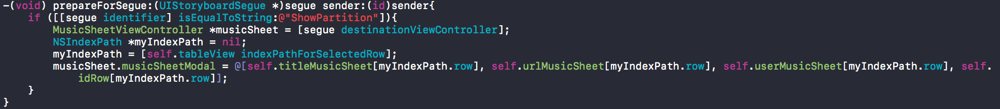 -(void) prepareForSegue:(UIStoryboardSegue *)segue sender:(id)sender{
    if ([[segue identifier] isEqualToString:@"ShowPartition"]){
        MusicSheetViewController *musicSheet = [segue destinationViewController];
        NSIndexPath *myIndexPath = nil;
        myIndexPath = [self.tableView indexPathForSelectedRow];
        musicSheet.musicSheetModal = @[self.titleMusicSheet[myIndexPath.row], self.urlMusicSheet[myIndexPath.row], self.userMusicSheet[myIndexPath.row], self.
            idRow[myIndexPath.row]];
    }
}